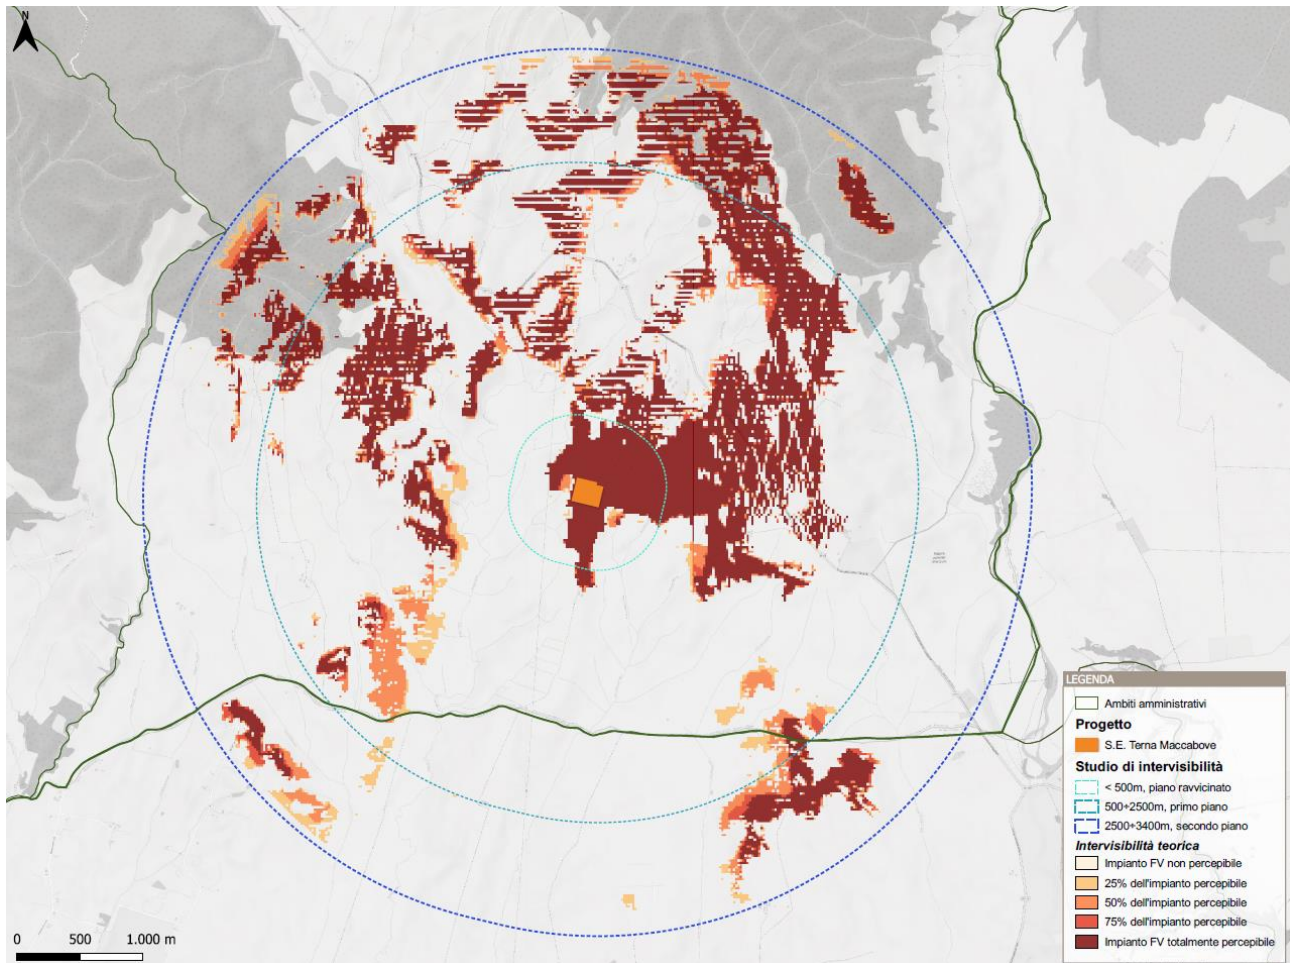 N
LEGENDA
Ambiti amministrativi
Progetto
S.E. Terna Maccabove
Studio di intervisibilità
< 500m, piano ravvicinato
500÷2500m, primo piano
2500÷3400m, secondo piano
Intervisibilità teorica
Impianto FV non percepibile
25% dell'impianto percepibile
50% dell'impianto percepibile
75% dell'impianto percepibile
Impianto FV totalmente percepibile
0 500 1.000 m